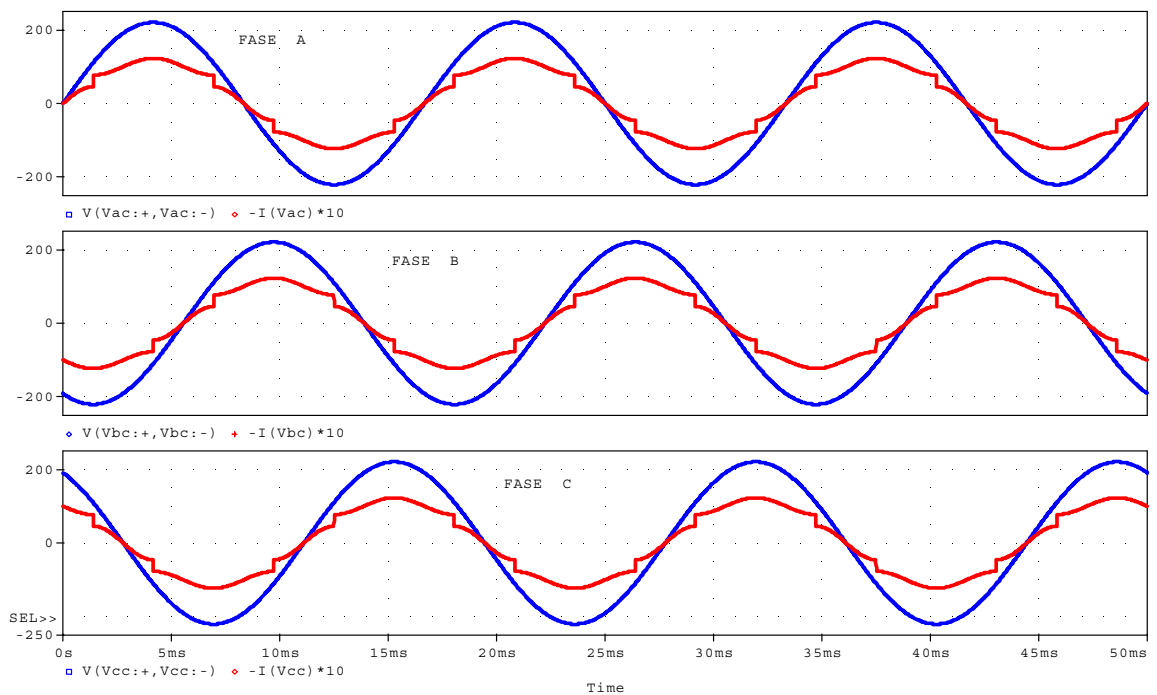 200
FASE A
0
-200
V(Vac:+,Vac:-) -I(Vac)*10
200
FASE B
0
-200
V(Vbc:+,Vbc:-) -I(Vbc)*10
200
FASE C
0
SEL>>
-250
0s 5ms 10ms 15ms 20ms 25ms 30ms 35ms 40ms 45ms 50ms
V(Vcc:+,Vcc:-) -I(Vcc)*10
Time